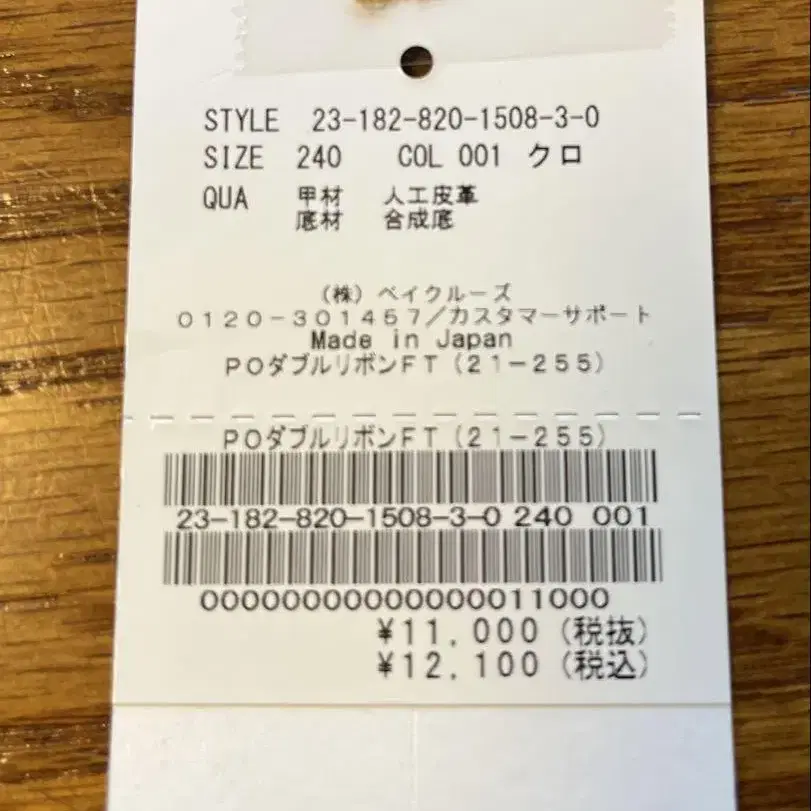 STYLE 23-182-820-1508-3-0
SIZE 240 COL 001 クロ
QUA 甲材 人工皮革
底材 合成底
（株）ベイクルーズ
０１２０－３０１４５７／カスタマーサポート
Made in Japan
ＰＯダブルリボンＦＴ（２１－２５５）
ＰＯダブルリボンＦＴ（２１－２５５）
23-182-820-1508-3-0 240 001
00000000000000011000
¥11,000（税抜）
¥12,100（税込）